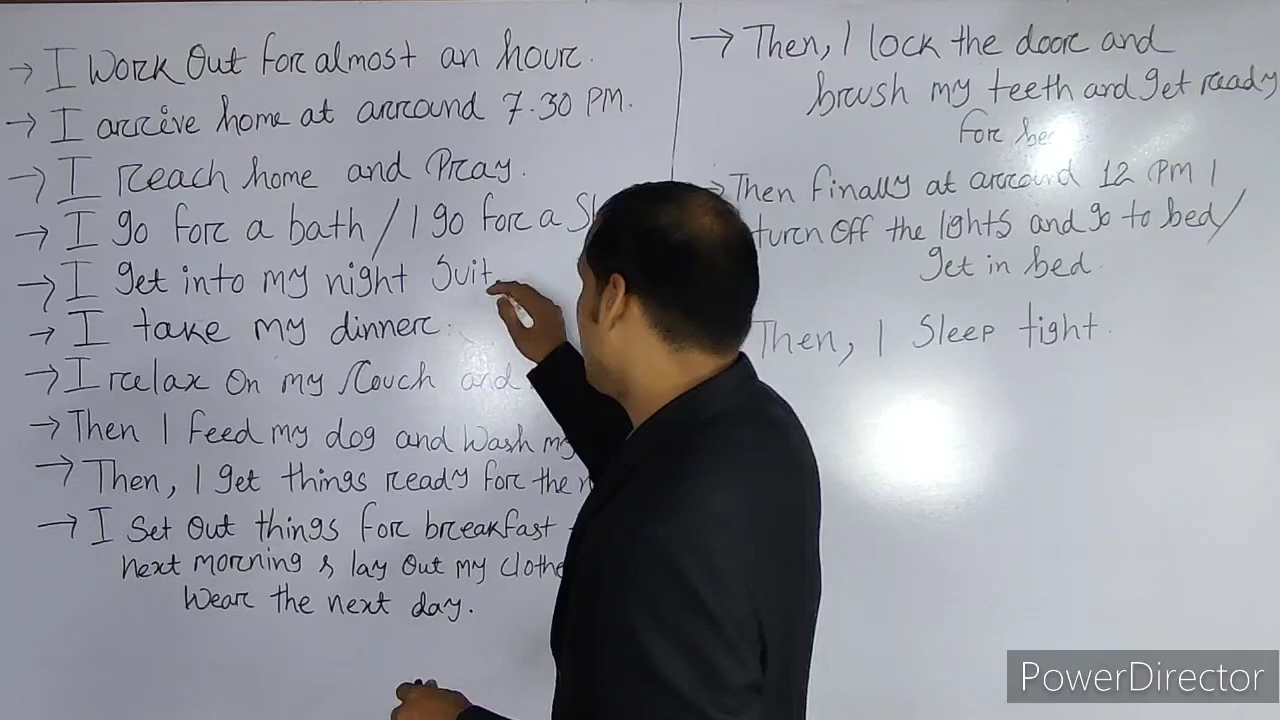 → I Work Out for almost an hour.
→ I arrive home at arround 7.30 PM.
→ I reach home and Pray.
→ I go for a bath / I go for a
→ I get into my night Suit
→ I take my dinner.
→ I relax On my Couch and
→ Then I feed my dog and Wash my
→ Then, I get things ready for the
→ I Set Out things for breakfast
next morning & lay Out my
Wear the next day.
→ Then, I lock the door and
brush my teeth and get ready
for
→ Then finally at arround 12 PM I
turn Off the lghts and go to bed/
get in bed.
Then, I Sleep tight.
PowerDirector